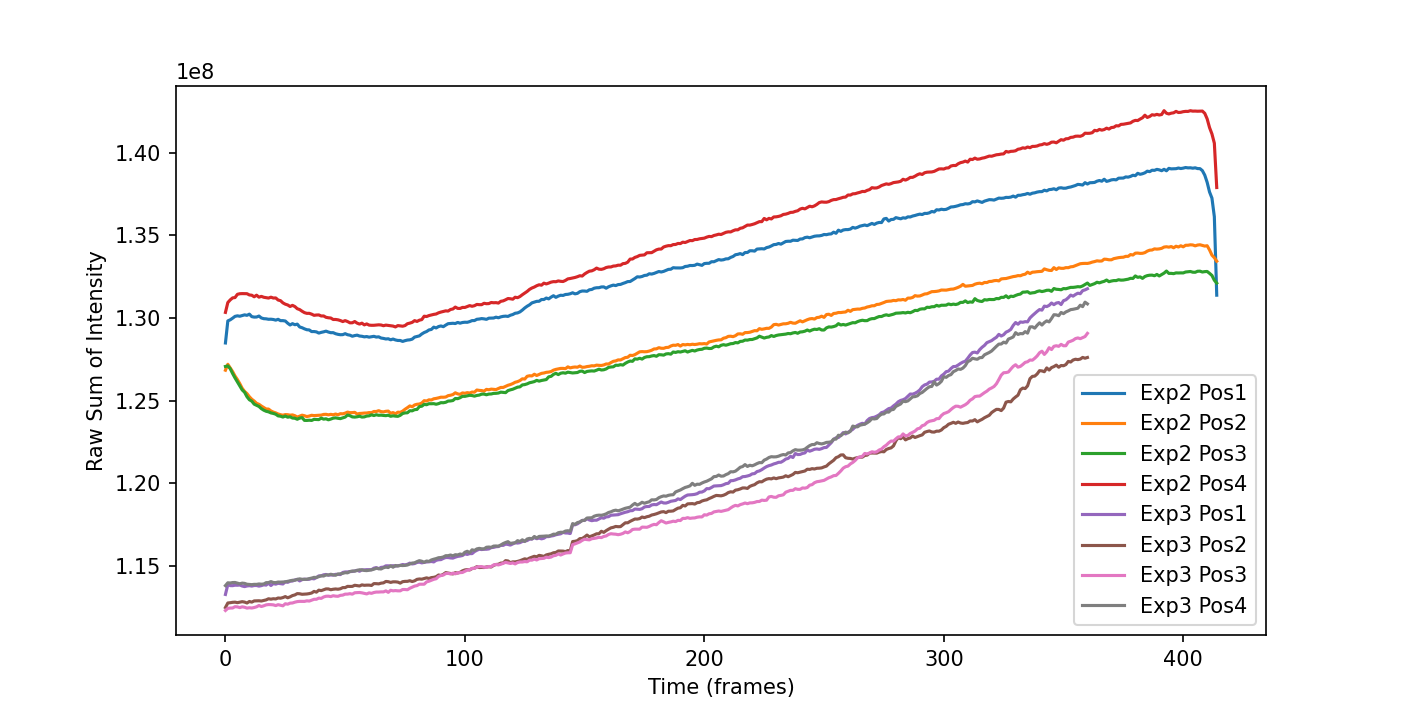 1e8
1.40
1.35
1.30
1.25
1.20
1.15
Raw Sum of Intensity
0 100 200 300 400
Time (frames)
Exp2 Pos1
Exp2 Pos2
Exp2 Pos3
Exp2 Pos4
Exp3 Pos1
Exp3 Pos2
Exp3 Pos3
Exp3 Pos4